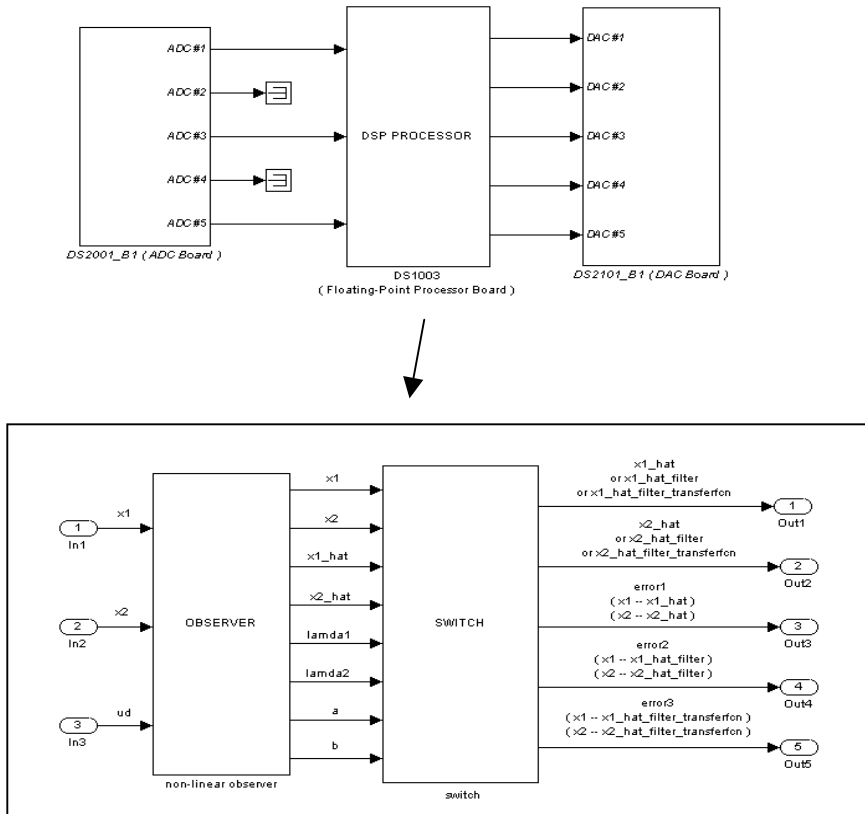 ADC#1
ADC#2
ADC#3
ADC#4
ADC#5
DS2001_B1 ( ADC Board )
DSP PROCESSOR
DS1003
( Floating-Point Processor Board )
DAC#1
DAC#2
DAC#3
DAC#4
DAC#5
DS2101_B1 ( DAC Board )
1
In1
x1
2
In2
x2
3
In3
ud
OBSERVER
non-linear observer
x1
x2
x1_hat
x2_hat
lamda1
lamda2
a
b
SWITCH
switch
x1_hat
or x1_hat_filter
or x1_hat_filter_transferfcn
1
Out1
x2_hat
or x2_hat_filter
or x2_hat_filter_transferfcn
2
Out2
error1
( x1 -- x1_hat )
( x2 -- x2_hat )
3
Out3
error2
( x1 -- x1_hat_filter )
( x2 -- x2_hat_filter )
4
Out4
error3
( x1 -- x1_hat_filter_transferfcn )
( x2 -- x2_hat_filter_transferfcn )
5
Out5